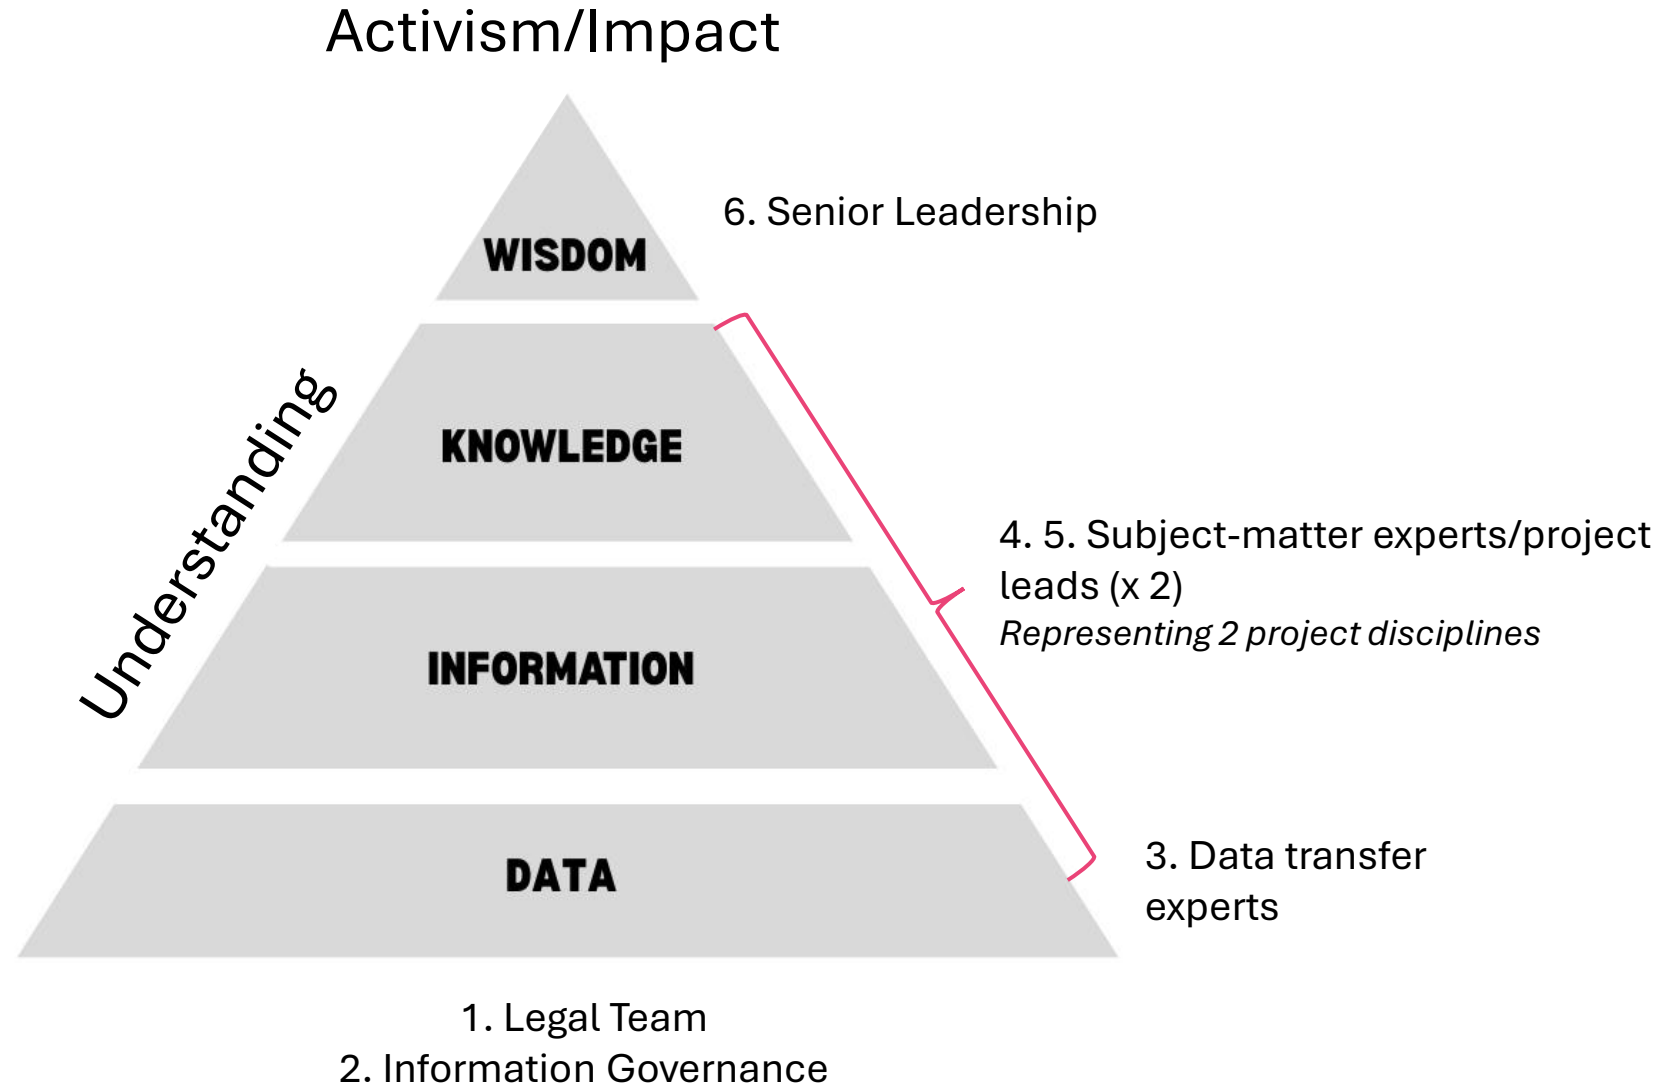 Activism/Impact
6. Senior Leadership
WISDOM
KNOWLEDGE
Understanding
4. 5. Subject-matter experts/project
leads (x 2)
Representing 2 project disciplines
INFORMATION
3. Data transfer
experts
DATA
1. Legal Team
2. Information Governance